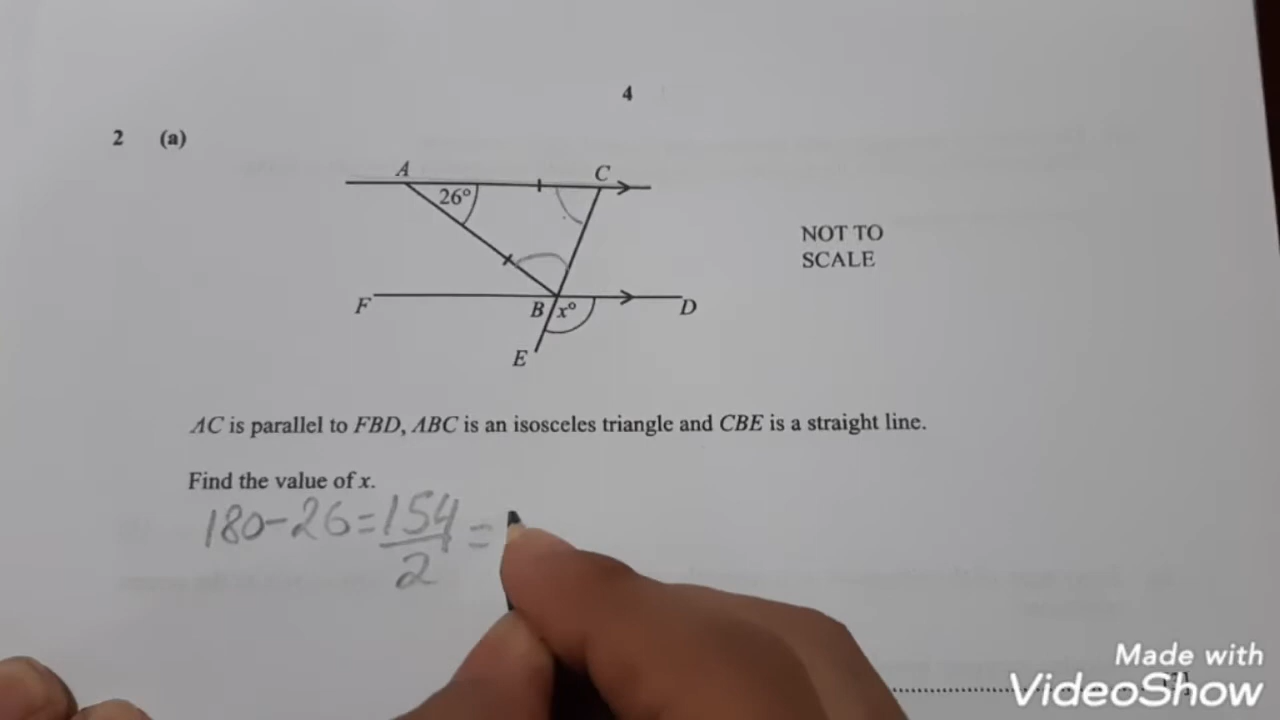 4
2 (a)
A C
26°
NOT TO
SCALE
F B x° D
E
AC is parallel to FBD, ABC is an isosceles triangle and CBE is a straight line.
Find the value of x.
180-26=154/2 =
Made with
VideoShow